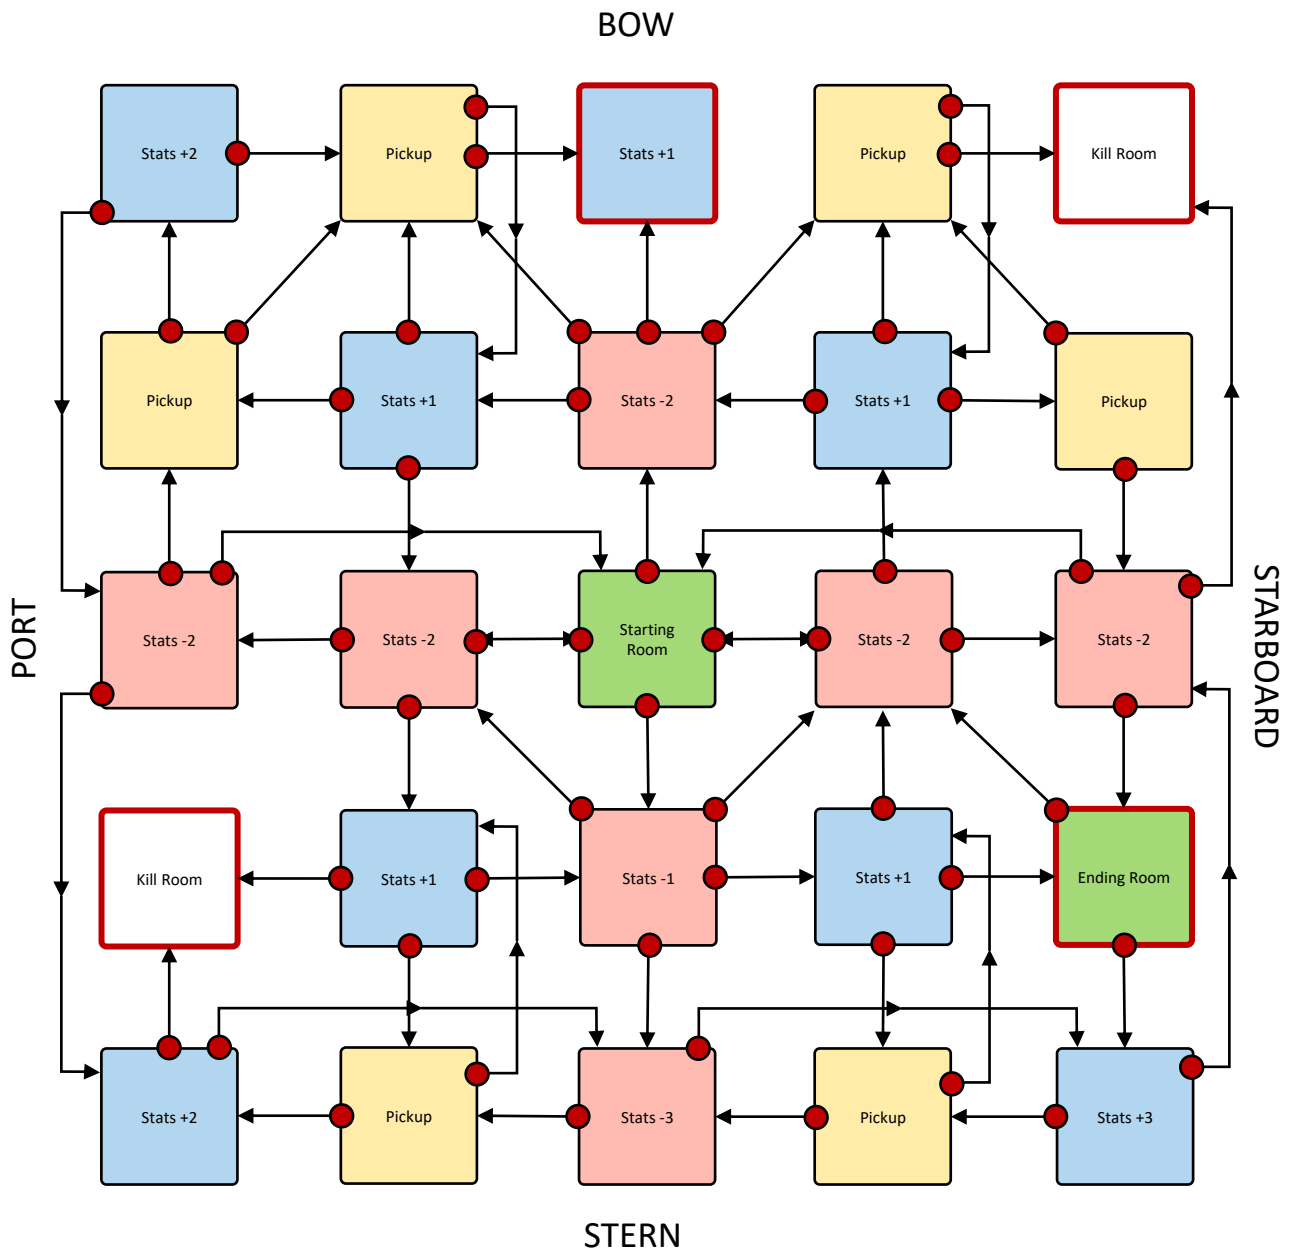 BOW
Stats +2
Pickup
Stats +1
Pickup
Kill Room
Pickup
Stats +1
Stats -2
Stats +1
Pickup
PORT
Stats -2
Stats -2
Starting
Room
Stats -2
Stats -2
STARBOARD
Kill Room
Stats +1
Stats -1
Stats +1
Ending Room
Stats +2
Pickup
Stats -3
Pickup
Stats +3
STERN